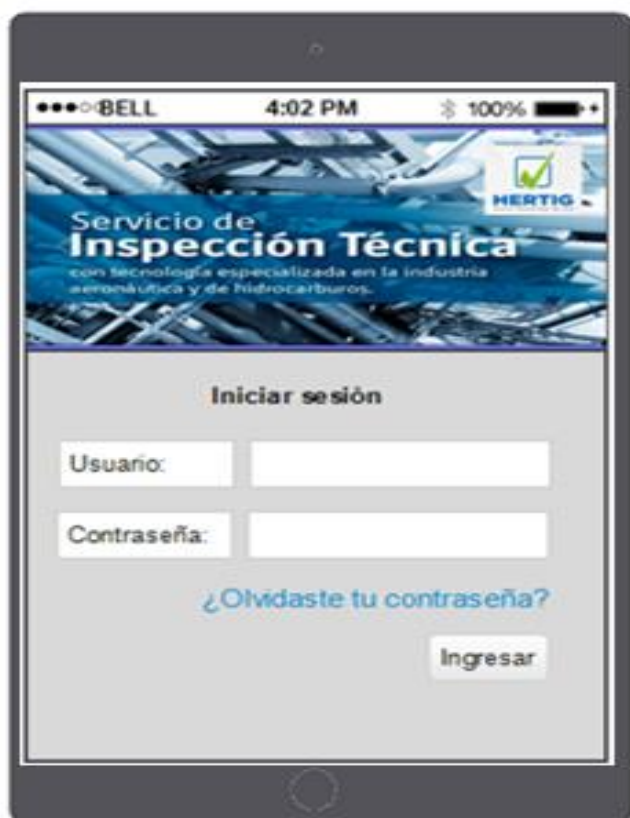 BELL 4:02 PM 100%
HERTIG
Servicio de
Inspección Técnica
con tecnología especializada en la industria
aeronáutica y de hidrocarburos.
Iniciar sesión
Usuario:
Contraseña:
¿Olvidaste tu contraseña?
Ingresar